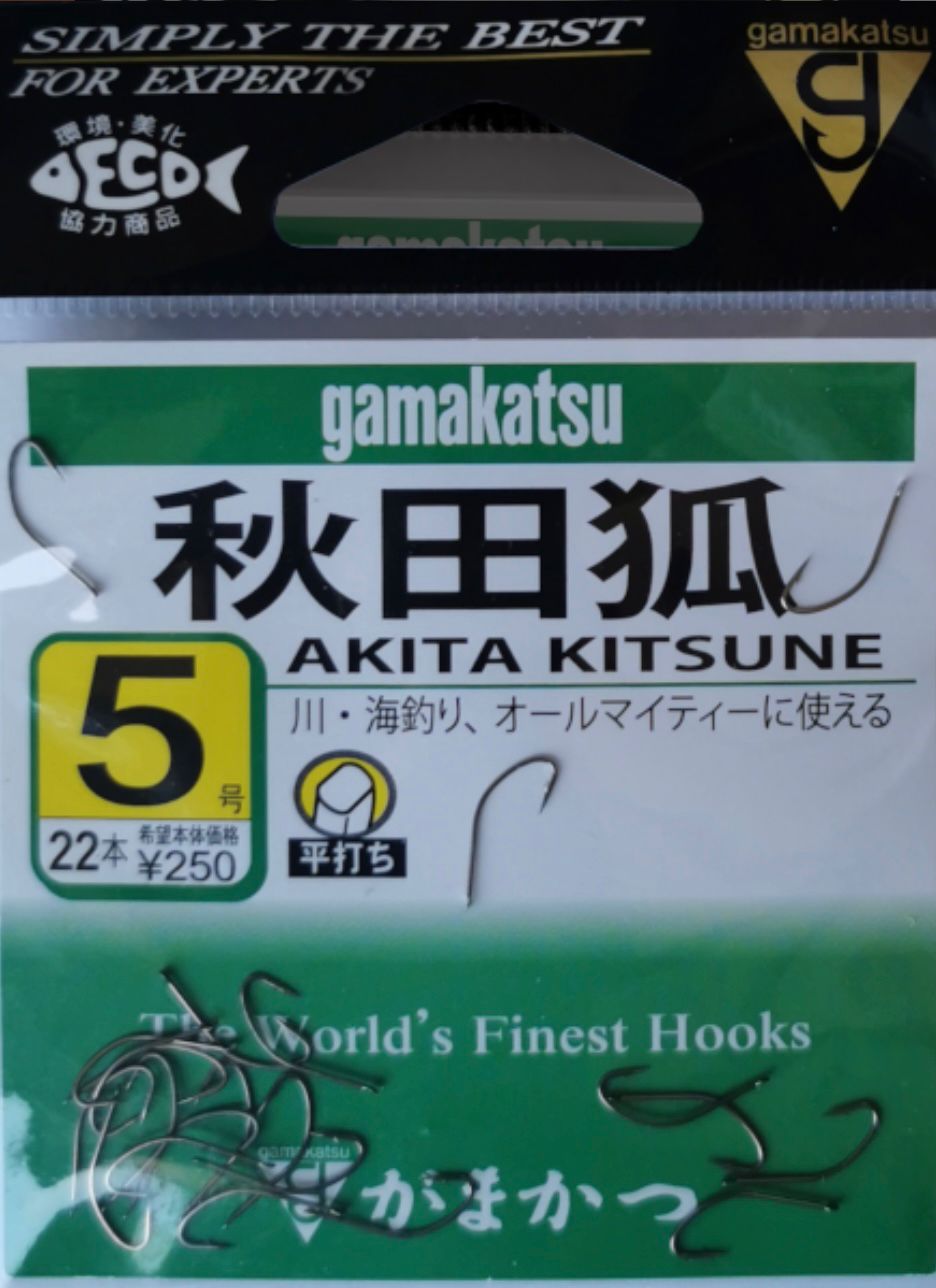 SIMPLY THE BEST
FOR EXPERTS
gamakatsu
g
環境・美化
ECO
協力商品
gamakatsu
gamakatsu
秋田狐
AKITA KITSUNE
川・海釣り、オールマイティーに使える
5号
22本
希望本体価格
¥250
平打ち
The World's Finest Hooks
gamakatsu
g
がまかつ